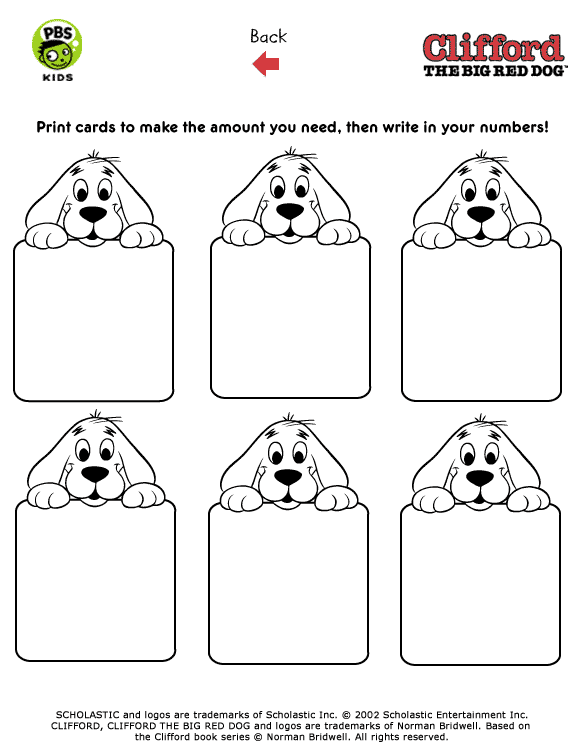 PBS
KIDS
Back
Clifford
THE BIG RED DOG™
Print cards to make the amount you need, then write in your numbers!
SCHOLASTIC and logos are trademarks of Scholastic Inc. © 2002 Scholastic Entertainment Inc.
CLIFFORD, CLIFFORD THE BIG RED DOG and logos are trademarks of Norman Bridwell. Based on
the Clifford book series © Norman Bridwell. All rights reserved.